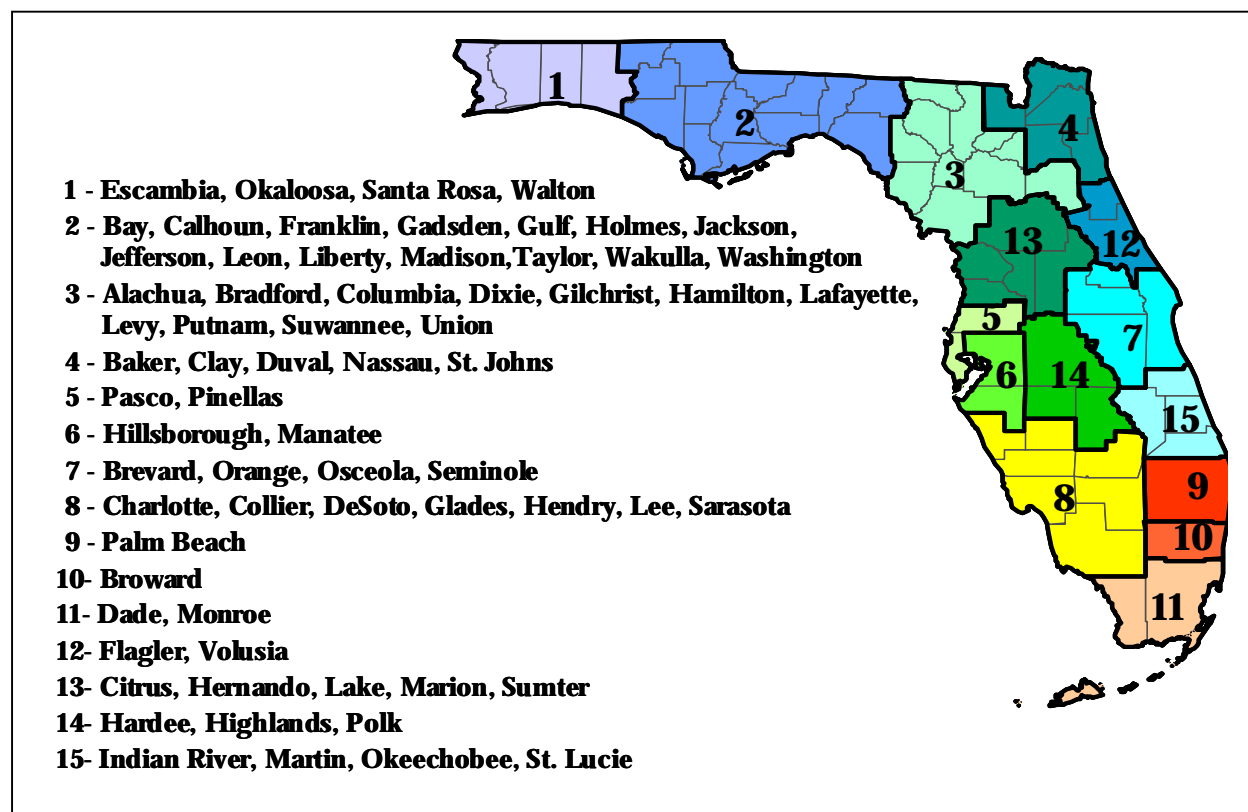 1 - Escambia, Okaloosa, Santa Rosa, Walton
2 - Bay, Calhoun, Franklin, Gadsden, Gulf, Holmes, Jackson,
Jefferson, Leon, Liberty, Madison,Taylor, Wakulla, Washington
3 - Alachua, Bradford, Columbia, Dixie, Gilchrist, Hamilton, Lafayette,
Levy, Putnam, Suwannee, Union
4 - Baker, Clay, Duval, Nassau, St. Johns
5 - Pasco, Pinellas
6 - Hillsborough, Manatee
7 - Brevard, Orange, Osceola, Seminole
8 - Charlotte, Collier, DeSoto, Glades, Hendry, Lee, Sarasota
9 - Palm Beach
10- Broward
11- Dade, Monroe
12- Flagler, Volusia
13- Citrus, Hernando, Lake, Marion, Sumter
14- Hardee, Highlands, Polk
15- Indian River, Martin, Okeechobee, St. Lucie
1
2
4
3
13
12
5
7
6
14
15
8
9
10
11